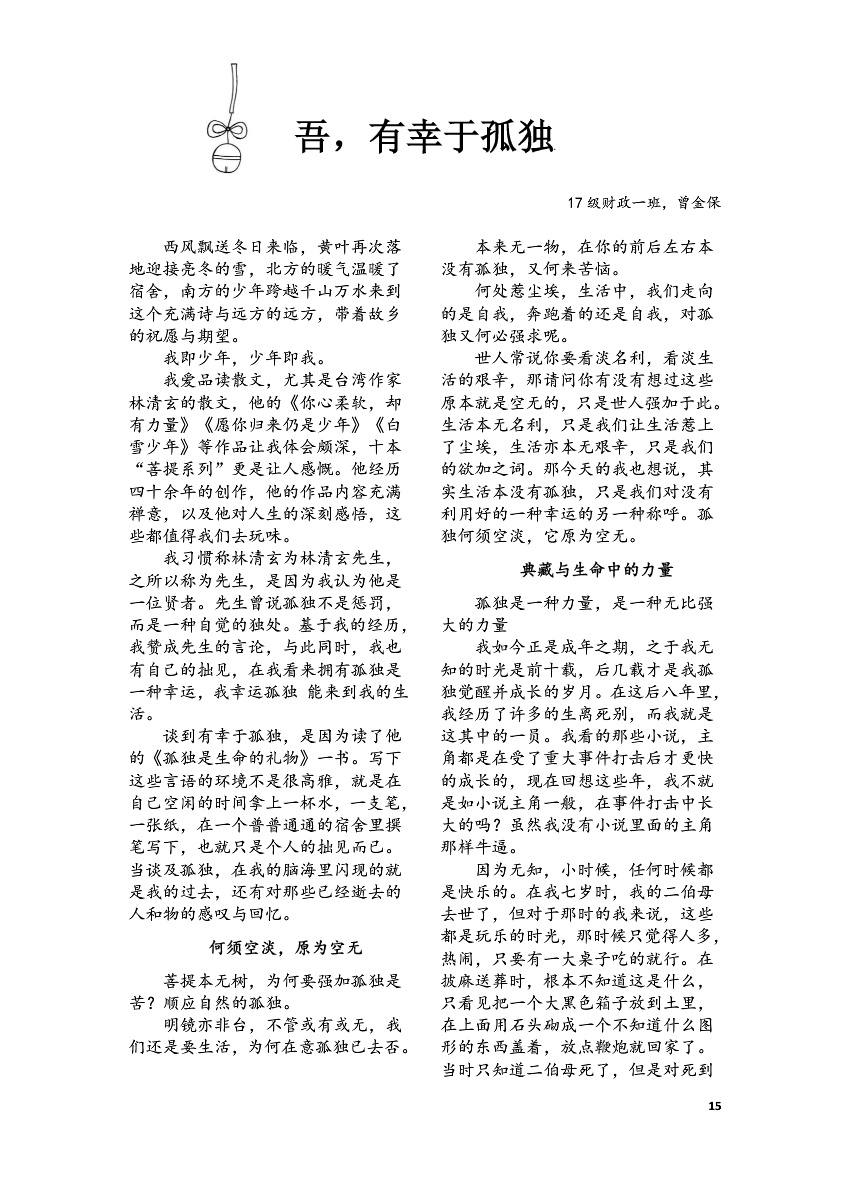 吾，有幸于孤独
17 级财政一班，曾金保
西风飘送冬日来临，黄叶再次落
地迎接亮冬的雪，北方的暖气温暖了
宿舍，南方的少年跨越千山万水来到
这个充满诗与远方的远方，带着故乡
的祝愿与期望。
我即少年，少年即我。
我爱品读散文，尤其是台湾作家
林清玄的散文，他的《你心柔软，却
有力量》《愿你归来仍是少年》《白
雪少年》等作品让我体会颇深，十本
“菩提系列”更是让人感慨。他经历
四十余年的创作，他的作品内容充满
禅意，以及他对人生的深刻感悟，这
些都值得我们去玩味。
我习惯称林清玄为林清玄先生，
之所以称为先生，是因为我认为他是
一位贤者。先生曾说孤独不是惩罚，
而是一种自觉的独处。基于我的经历，
我赞成先生的言论，与此同时，我也
有自己的拙见，在我看来拥有孤独是
一种幸运，我幸运孤独 能来到我的生
活。
谈到有幸于孤独，是因为读了他
的《孤独是生命的礼物》一书。写下
这些言语的环境不是很高雅，就是在
自己空闲的时间拿上一杯水，一支笔，
一张纸，在一个普普通通的宿舍里撰
笔写下，也就只是个人的拙见而已。
当谈及孤独，在我的脑海里闪现的就
是我的过去，还有对那些已经逝去的
人和物的感叹与回忆。
何须空淡，原为空无
菩提本无树，为何要强加孤独是
苦？顺应自然的孤独。
明镜亦非台，不管或有或无，我
们还是要生活，为何在意孤独已去否。
本来无一物，在你的前后左右本
没有孤独，又何来苦恼。
何处惹尘埃，生活中，我们走向
的是自我，奔跑着的还是自我，对孤
独又何必强求呢。
世人常说你要看淡名利，看淡生
活的艰辛，那请问你有没有想过这些
原本就是空无的，只是世人强加于此。
生活本无名利，只是我们让生活惹上
了尘埃，生活亦本无艰辛，只是我们
的欲加之词。那今天的我也想说，其
实生活本没有孤独，只是我们对没有
利用好的一种幸运的另一种称呼。孤
独何须空淡，它原为空无。
典藏与生命中的力量
孤独是一种力量，是一种无比强
大的力量
我如今正是成年之期，之于我无
知的时光是前十载，后几载才是我孤
独觉醒并成长的岁月。在这后八年里，
我经历了许多的生离死别，而我就是
这其中的一员。我看的那些小说，主
角都是在受了重大事件打击后才更快
的成长的，现在回想这些年，我不就
是如小说主角一般，在事件打击中长
大的吗？虽然我没有小说里面的主角
那样牛逼。
因为无知，小时候，任何时候都
是快乐的。在我七岁时，我的二伯母
去世了，但对于那时的我来说，这些
都是玩乐的时光，那时候只觉得人多，
热闹，只要有一大桌子吃的就行。在
披麻送葬时，根本不知道这是什么，
只看见把一个大黑色箱子放到土里，
在上面用石头砌成一个不知道什么图
形的东西盖着，放点鞭炮就回家了。
当时只知道二伯母死了，但是对死到
15